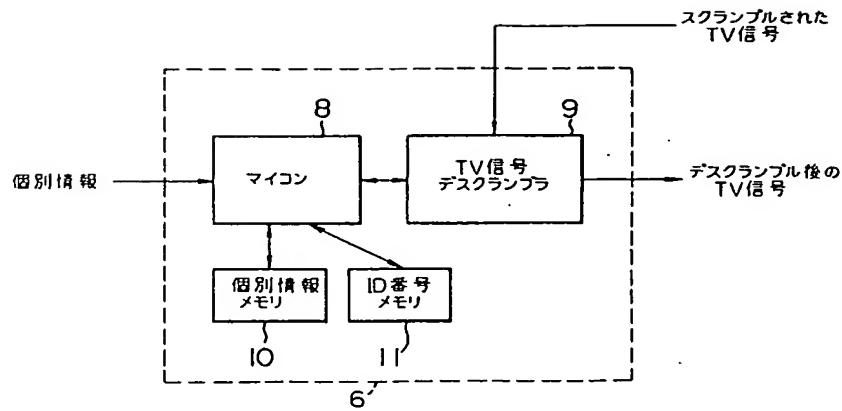 スクランブルされた
TV信号
8
9
個別情報
マイコン
TV信号
デスクランブラ
デスクランブル後の
TV信号
個別情報
メモリ
ID番号
メモリ
10
11
6